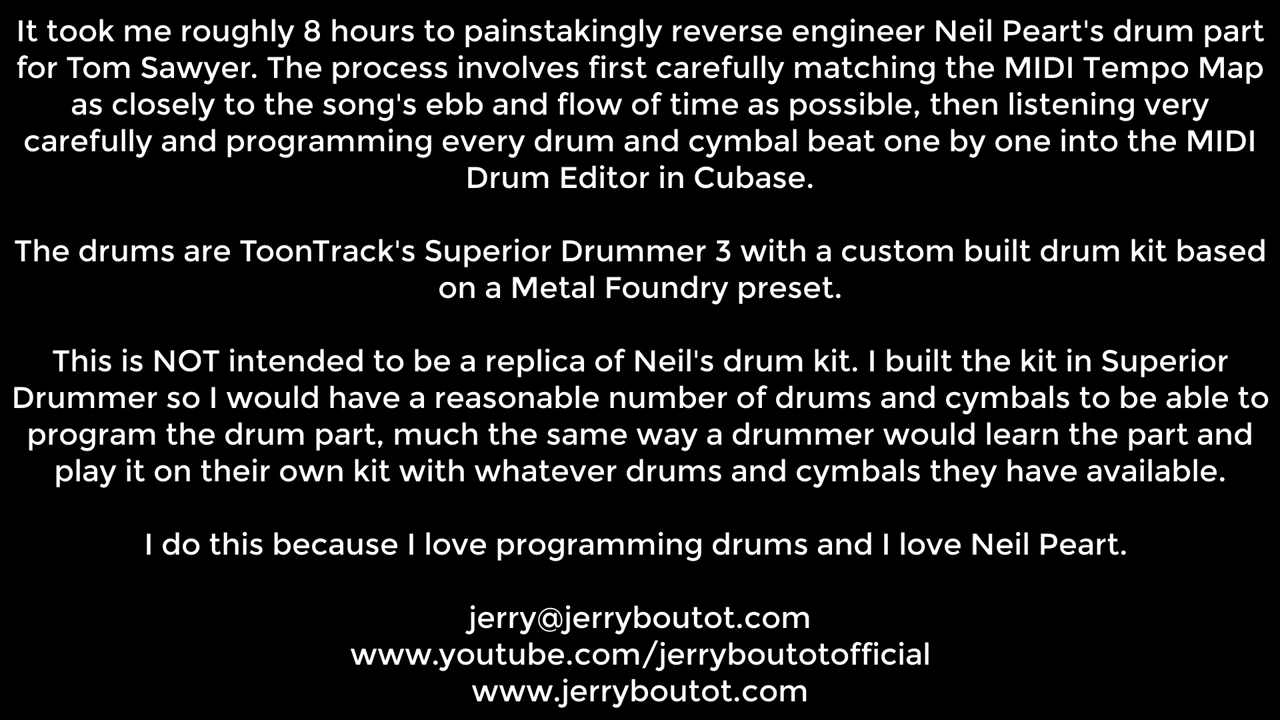 It took me roughly 8 hours to painstakingly reverse engineer Neil Peart's drum part
for Tom Sawyer. The process involves first carefully matching the MIDI Tempo Map
as closely to the song's ebb and flow of time as possible, then listening very
carefully and programming every drum and cymbal beat one by one into the MIDI
Drum Editor in Cubase.
The drums are ToonTrack's Superior Drummer 3 with a custom built drum kit based
on a Metal Foundry preset.
This is NOT intended to be a replica of Neil's drum kit. I built the kit in Superior
Drummer so I would have a reasonable number of drums and cymbals to be able to
program the drum part, much the same way a drummer would learn the part and
play it on their own kit with whatever drums and cymbals they have available.
I do this because I love programming drums and I love Neil Peart.
jerry@jerryboutot.com
www.youtube.com/jerryboutotofficial
www.jerryboutot.com